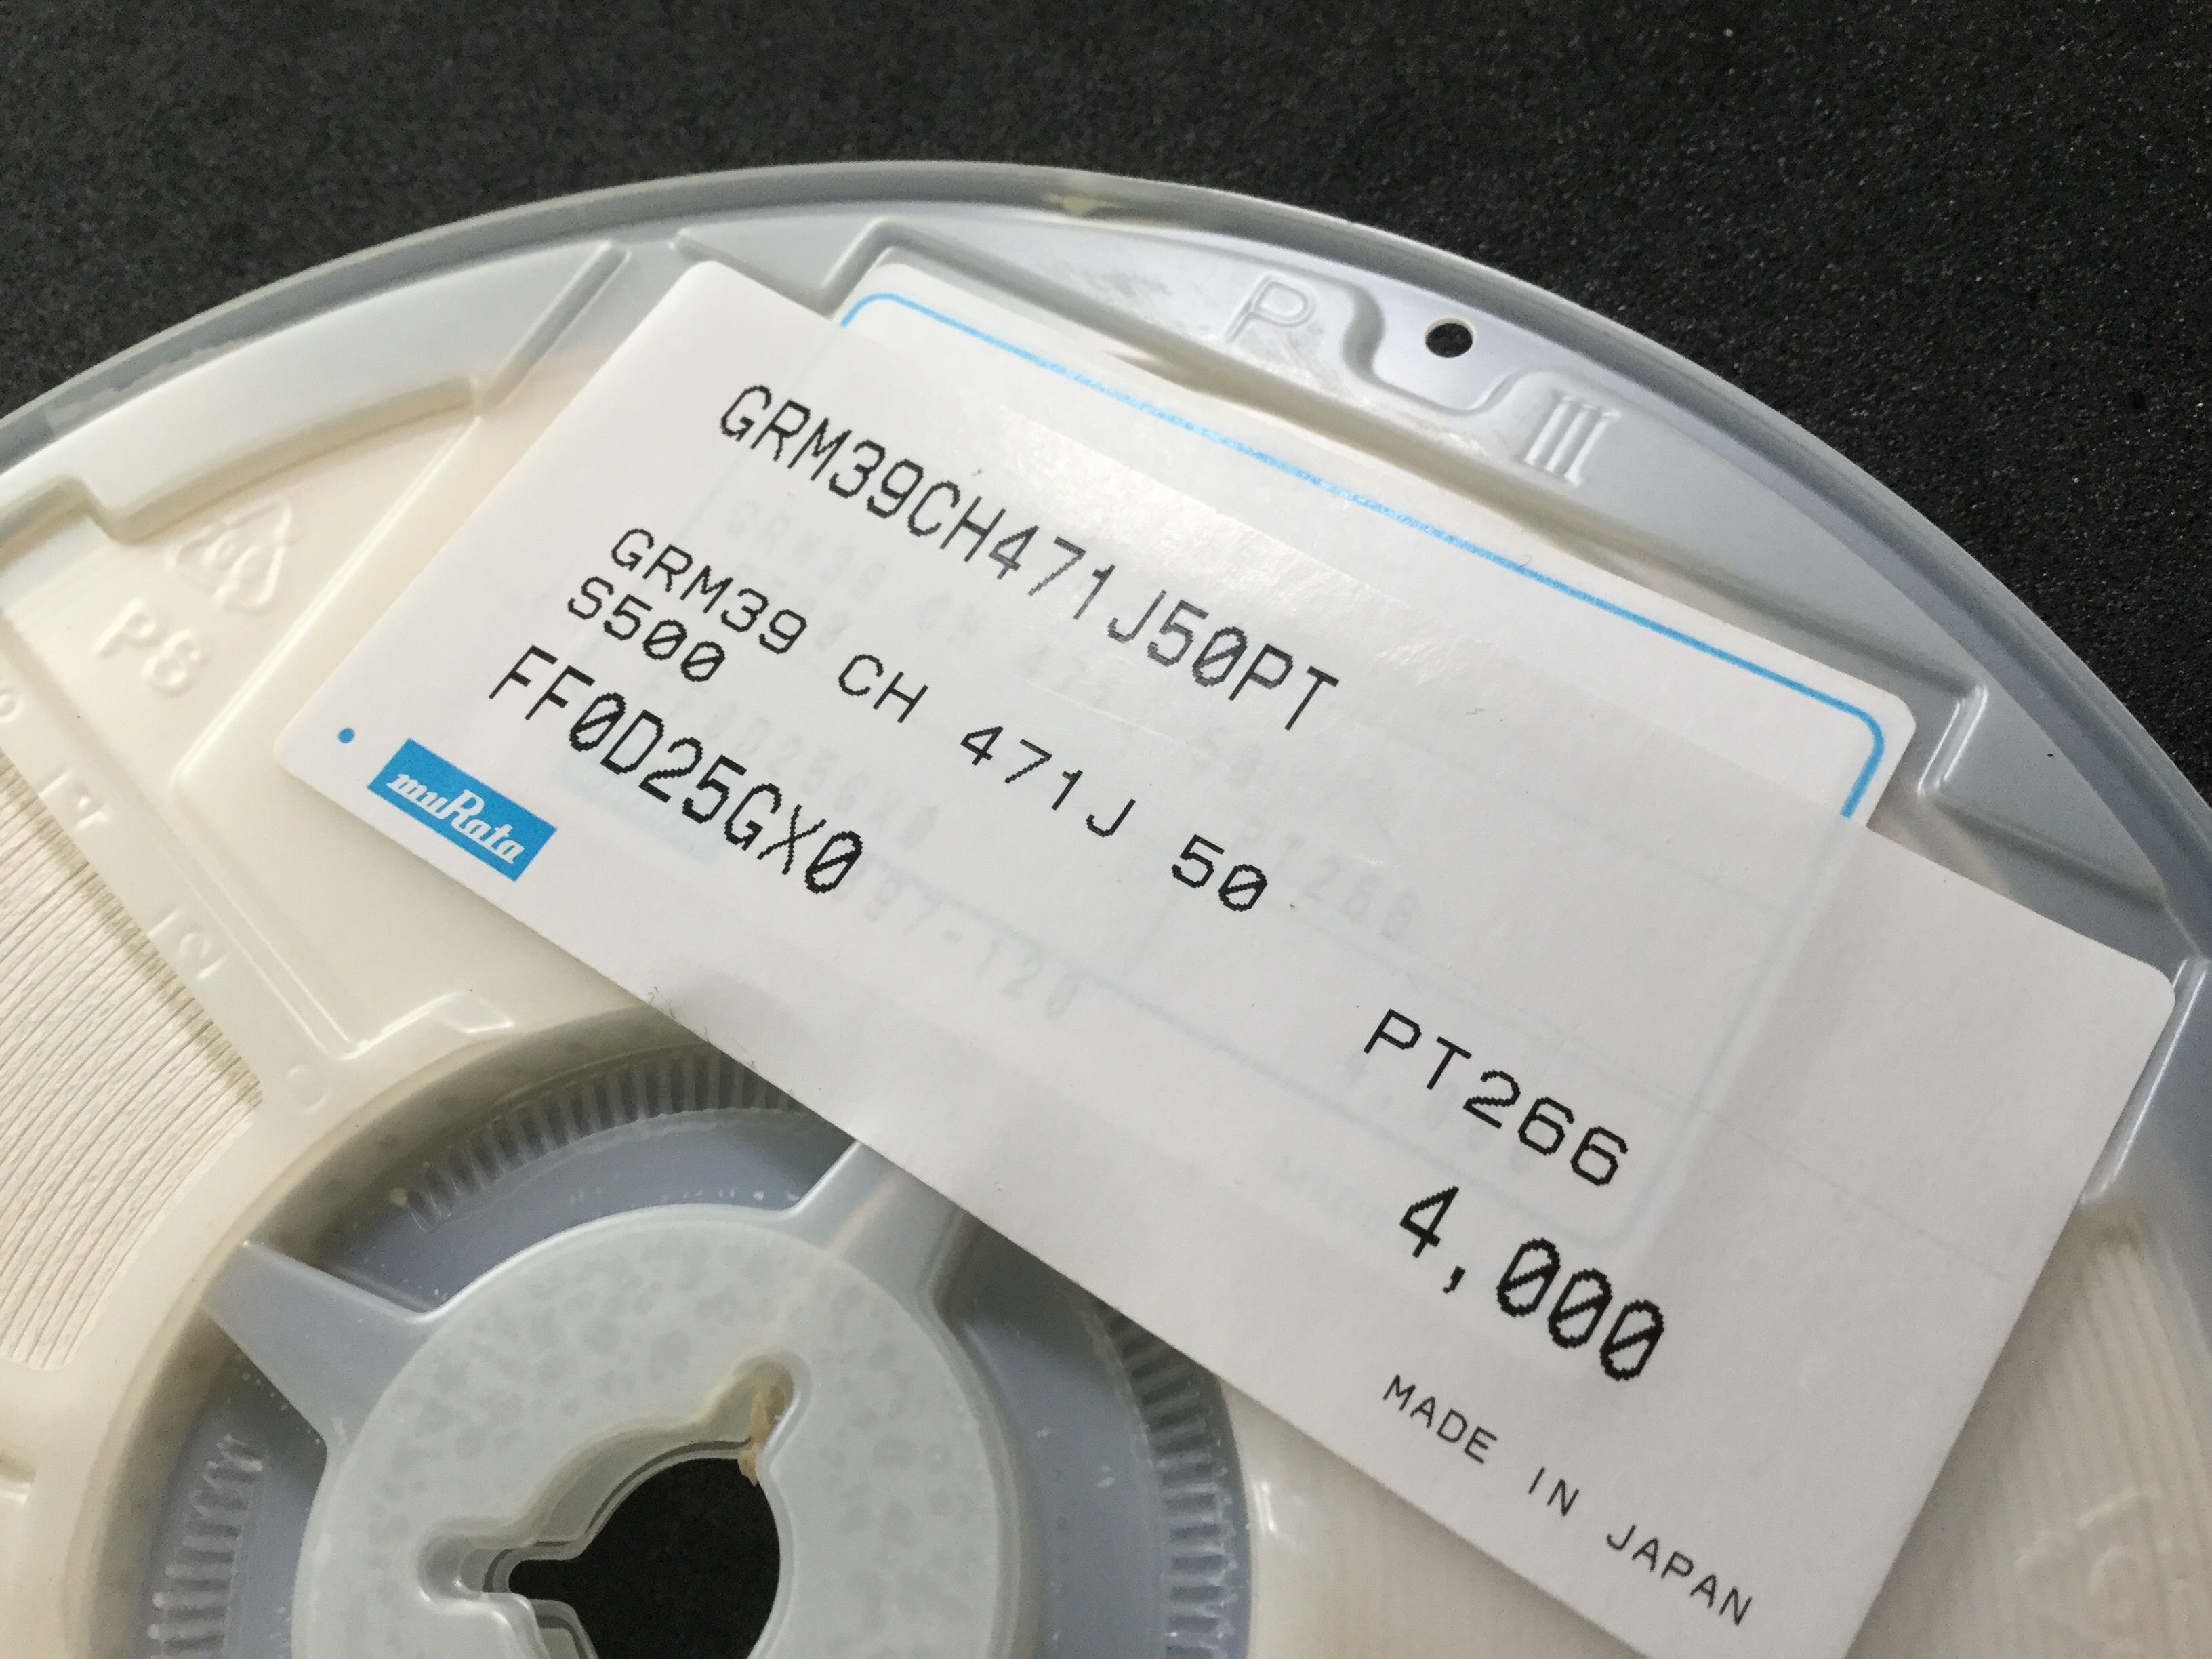 P III
GRM39CH471J50PT
GRM39 CH 471J 50 PT266
S500
FF0D25GX0 4,000
muRata
MADE IN JAPAN
PS